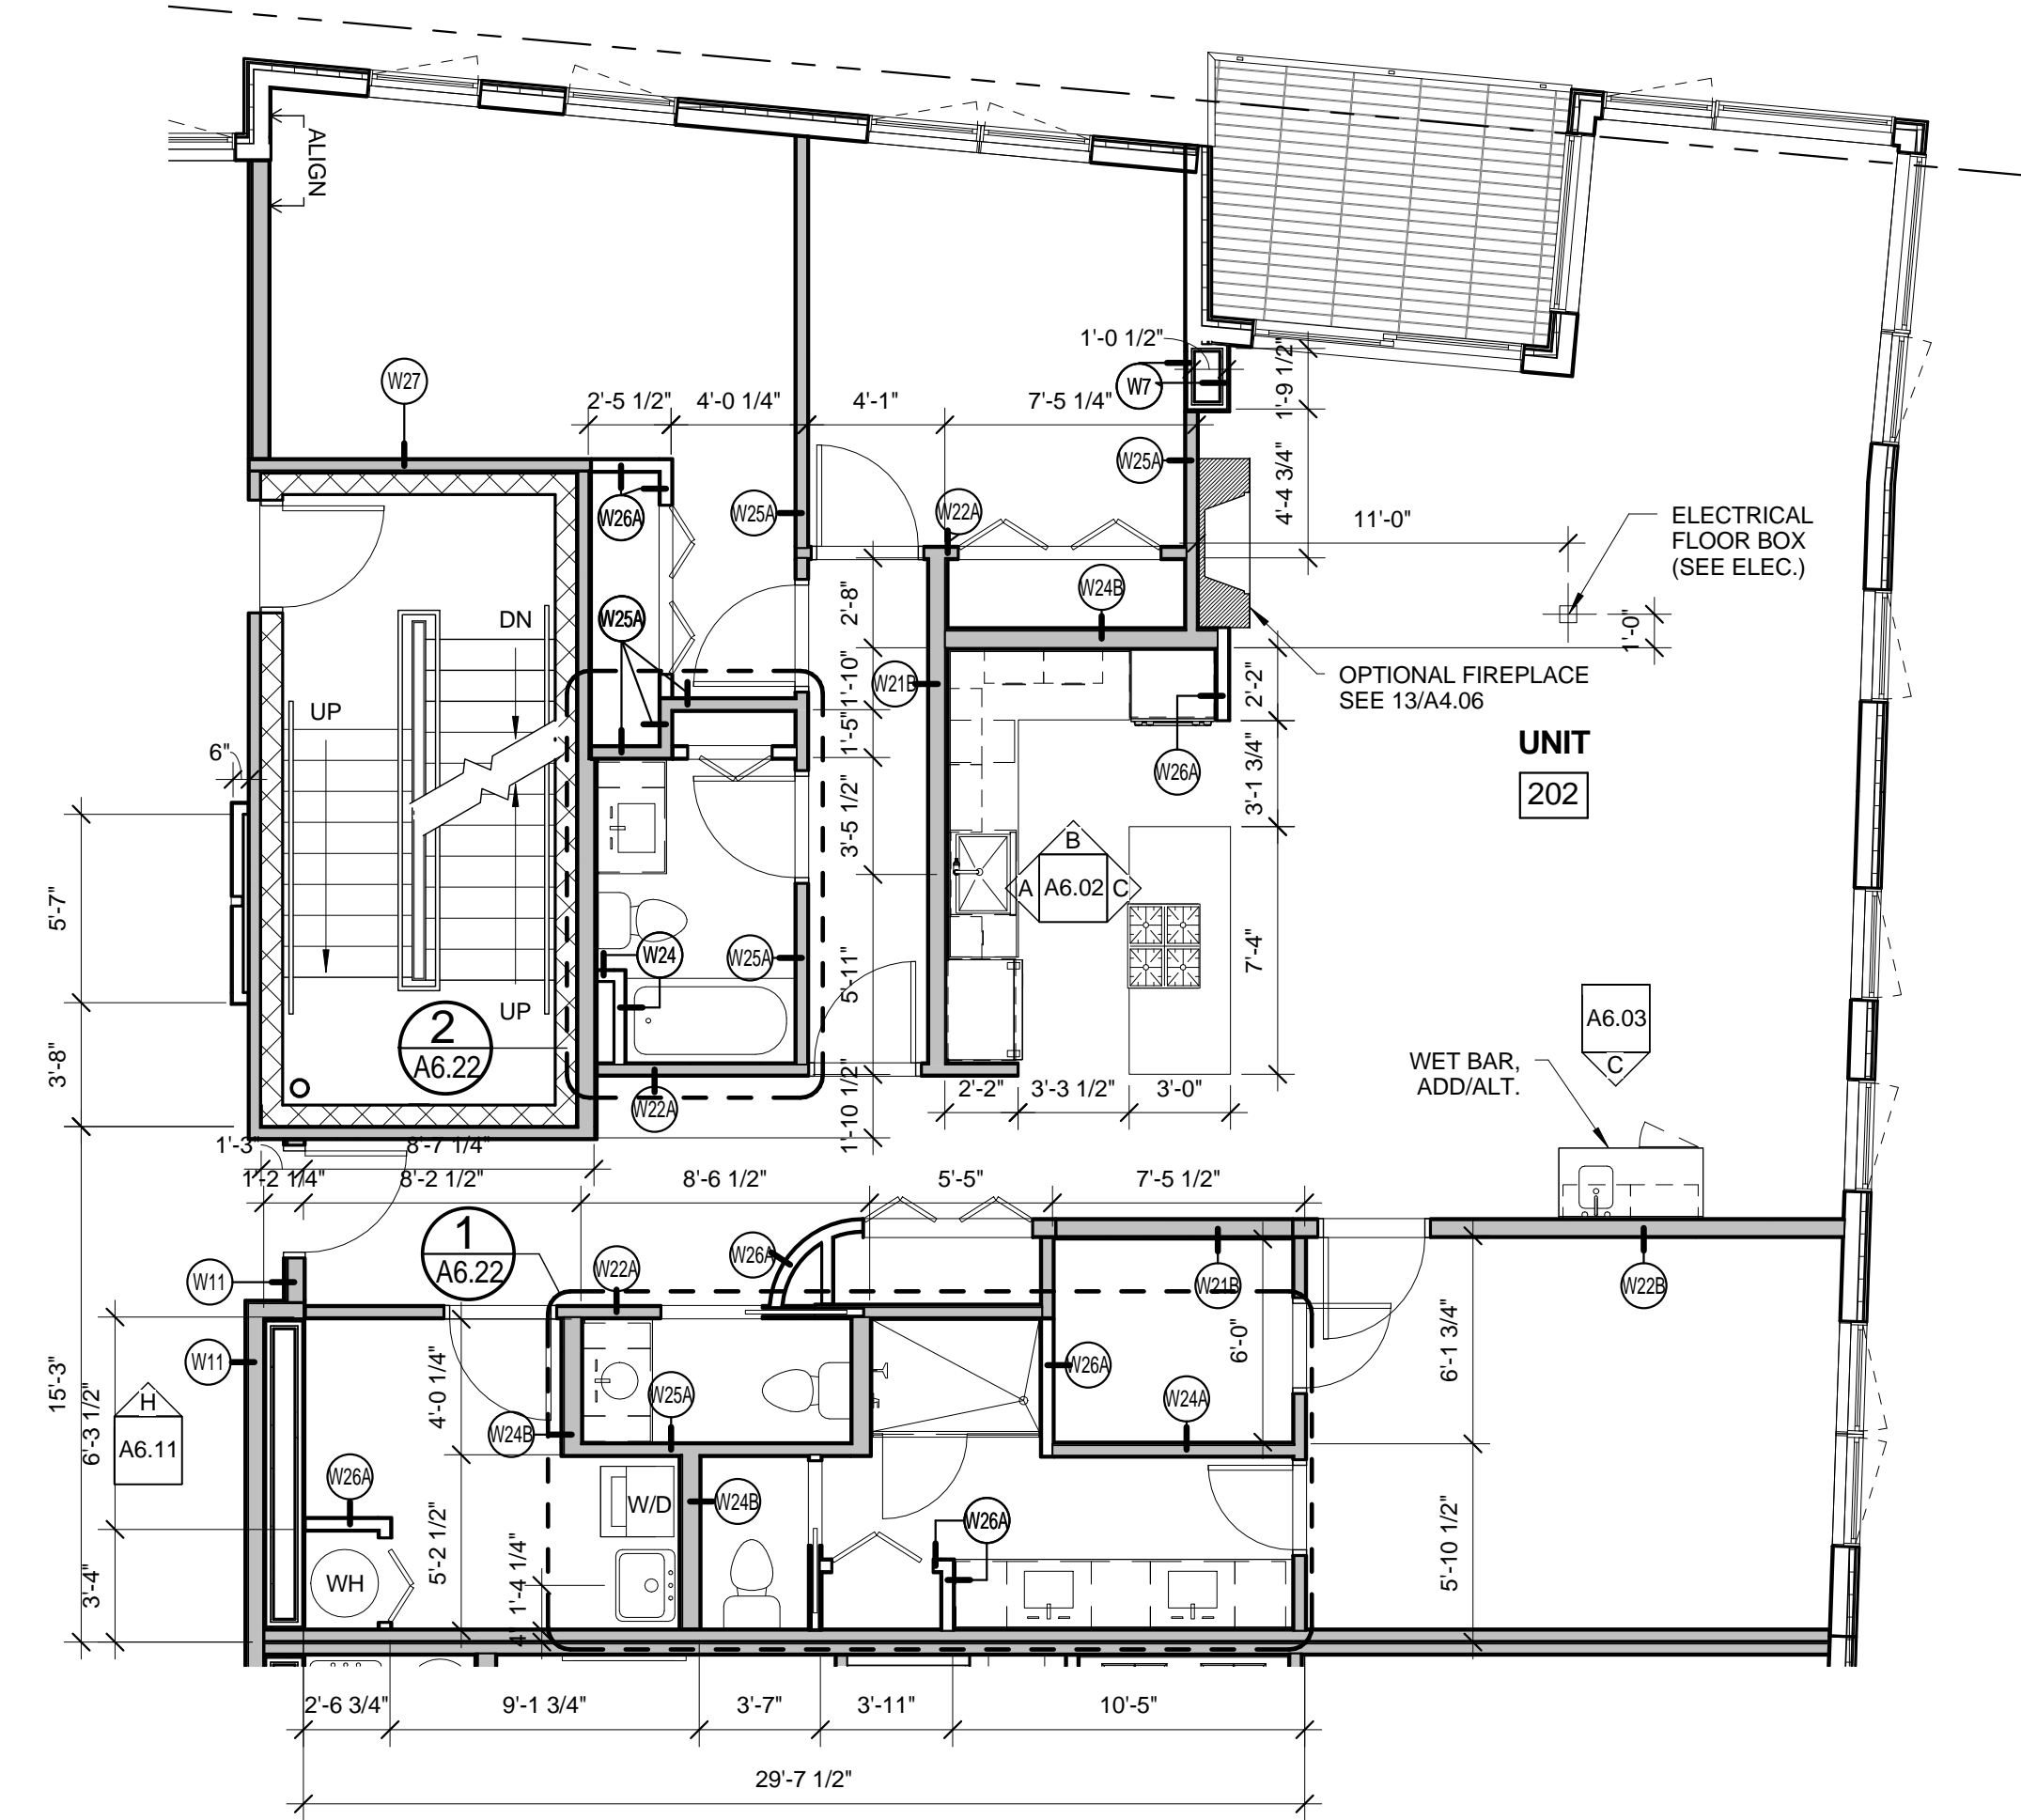 ALIGN
W27
2'-5 1/2"
4'-0 1/4"
4'-1"
7'-5 1/4"
1'-0 1/2"
W7
1'-9 1/2"
4'-4 3/4"
W25A
W26A
W25A
W22A
11'-0"
ELECTRICAL
FLOOR BOX
(SEE ELEC.)
1'-0"
W24B
W25A
2'-8"
DN
UP
1'-10"
W21B
OPTIONAL FIREPLACE
SEE 13/A4.06
2'-2"
UNIT
202
6"
1'-5"
W26A
3'-1 3/4"
3'-5 1/2"
B
A
A6.02
C
5'-7"
W24
W25A
5'-11"
7'-4"
UP
2
A6.22
3'-8"
A6.03
C
WET BAR,
ADD/ALT.
W22A
1'-10 1/2"
2'-2"
3'-3 1/2"
3'-0"
1'-3"
8'-7 1/4"
1'-2 1/4"
8'-2 1/2"
8'-6 1/2"
5'-5"
7'-5 1/2"
1
A6.22
W11
W22A
W26A
W21B
W22B
W11
15'-3"
6'-3 1/2"
H
A6.11
4'-0 1/4"
6'-0"
6'-1 3/4"
W26A
W25A
W24A
W24B
W26A
W/D
W24B
W26A
WH
5'-2 1/2"
1'-4 1/4"
4"
3'-4"
5'-10 1/2"
2'-6 3/4"
9'-1 3/4"
3'-7"
3'-11"
10'-5"
29'-7 1/2"